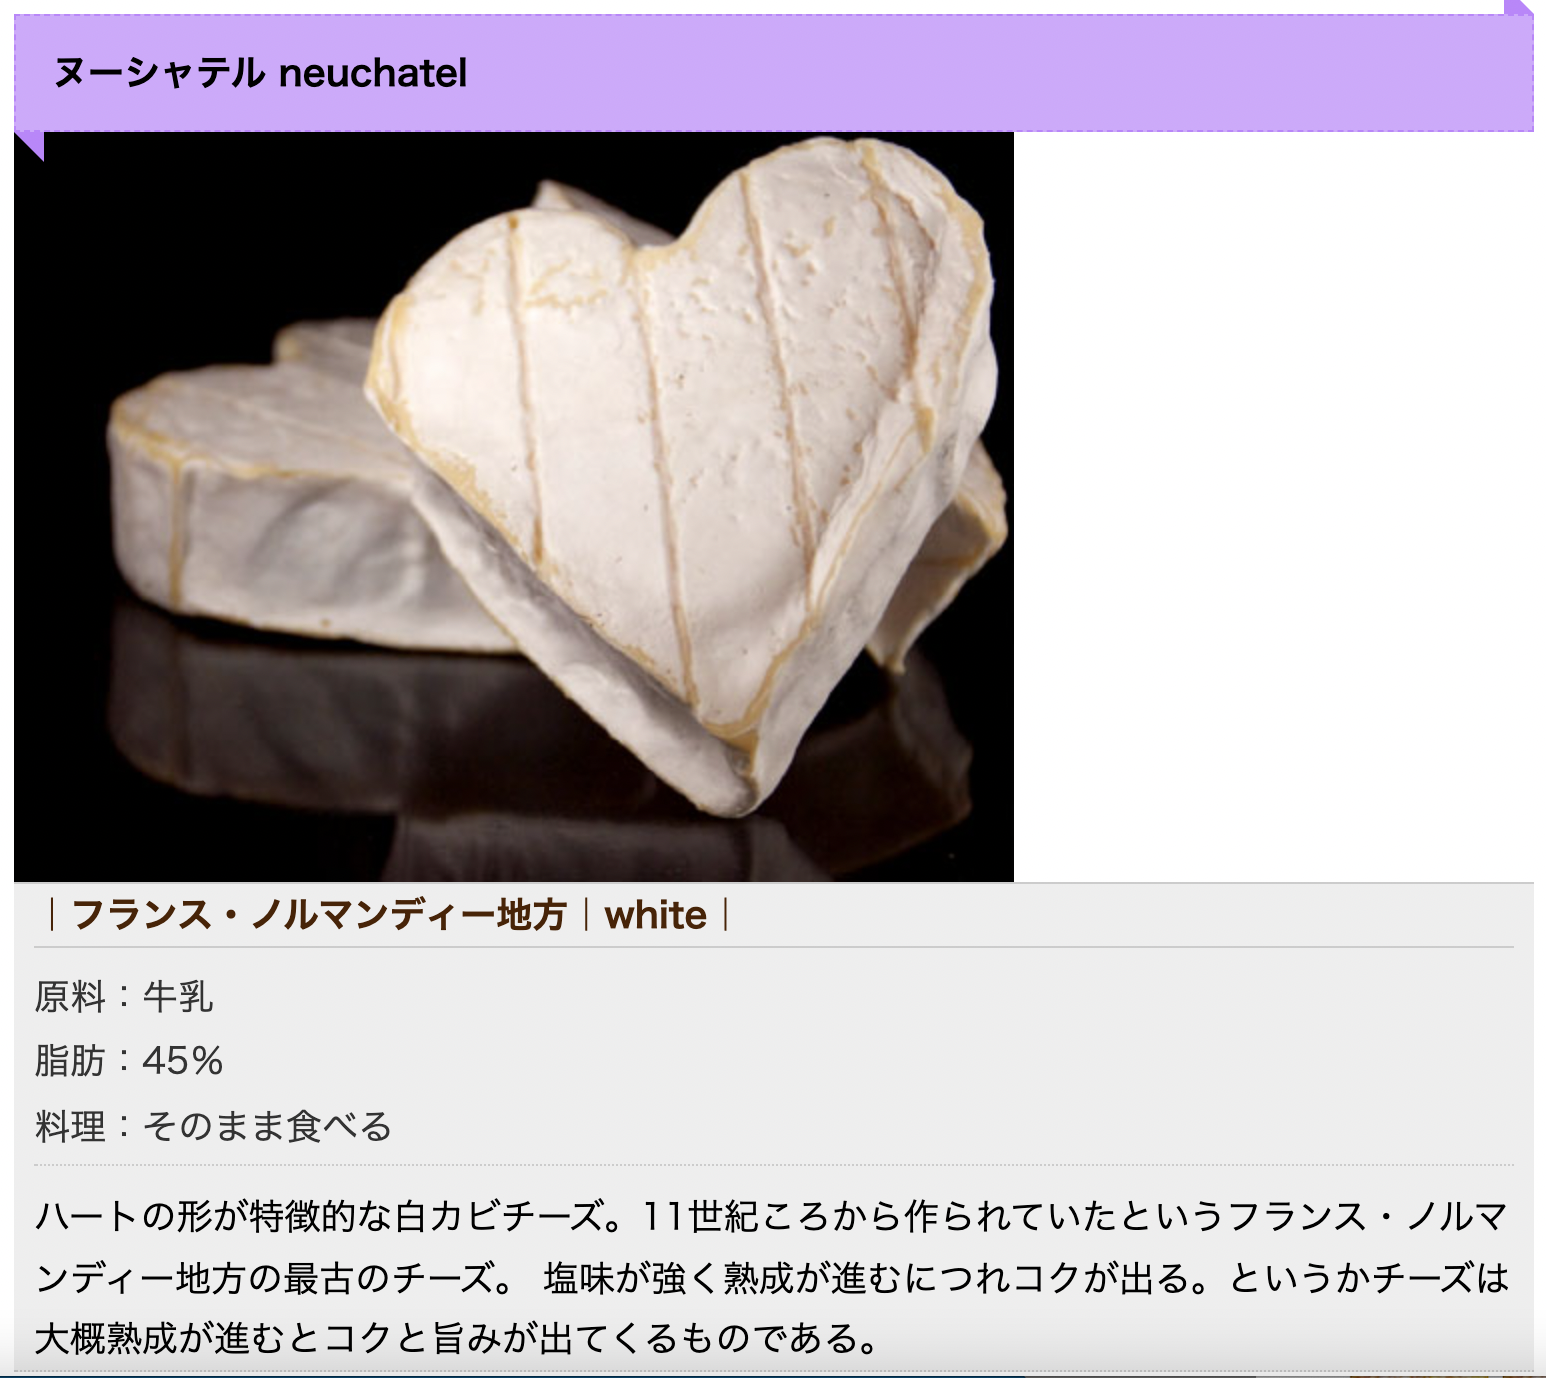 ヌーシャテル neuchatel
｜フランス・ノルマンディー地方｜white｜
原料：牛乳
脂肪：45%
料理：そのまま食べる
ハートの形が特徴的な白カビチーズ。11世紀ころから作られていたというフランス・ノルマ
ンディー地方の最古のチーズ。 塩味が強く熟成が進むにつれコクが出る。というかチーズは
大概熟成が進むとコクと旨みが出てくるものである。